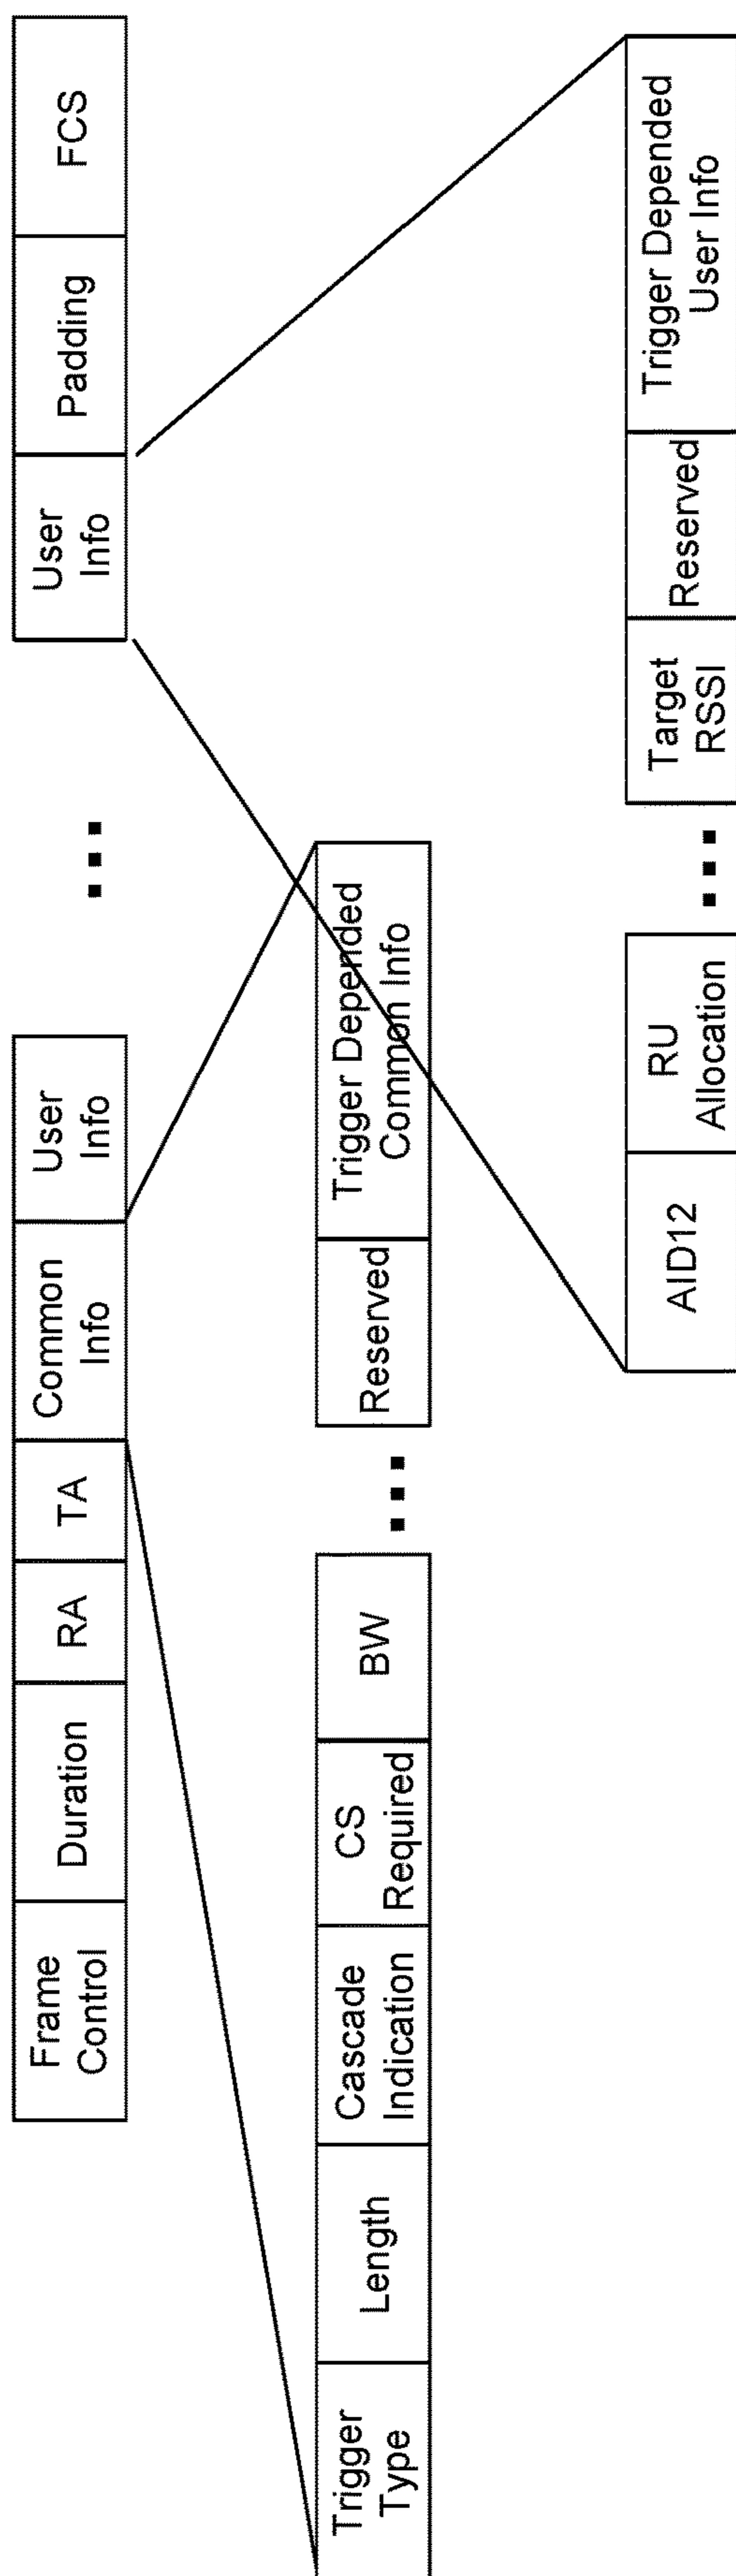 Frame
Control
Duration
RA
TA
Common
Info
User
Info
...
User
Info
Padding
FCS
Trigger
Type
Length
Cascade
Indication
CS
Required
BW
...
Reserved
Trigger Depended
Common Info
AID12
RU
Allocation
...
Target
RSSI
Reserved
Trigger Depended
User Info